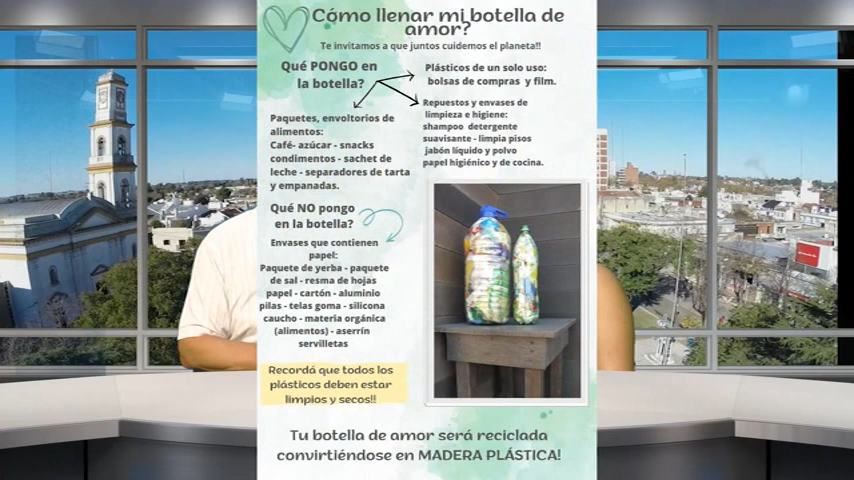 Cómo llenar mi botella de
amor?
Te invitamos a que juntos cuidemos el planeta!!
Qué PONGO en
la botella?
Plásticos de un solo uso:
bolsas de compras y film.
Paquetes, envoltorios de
alimentos:
Café- azúcar - snacks
condimentos - sachet de
leche - separadores de tarta
y empanadas.
Repuestos y envases de
limpieza e higiene:
shampoo detergente
suavisante - limpia pisos
jabón líquido y polvo
papel higiénico y de cocina.
Qué NO pongo
en la botella?
Envases que contienen
papel:
Paquete de yerba - paquete
de sal - resma de hojas
papel - cartón - aluminio
pilas - telas goma - silicona
caucho - materia orgánica
(alimentos) - aserrín
servilletas
Recordá que todos los
plásticos deben estar
limpios y secos!!
Tu botella de amor será reciclada
convirtiéndose en MADERA PLÁSTICA!